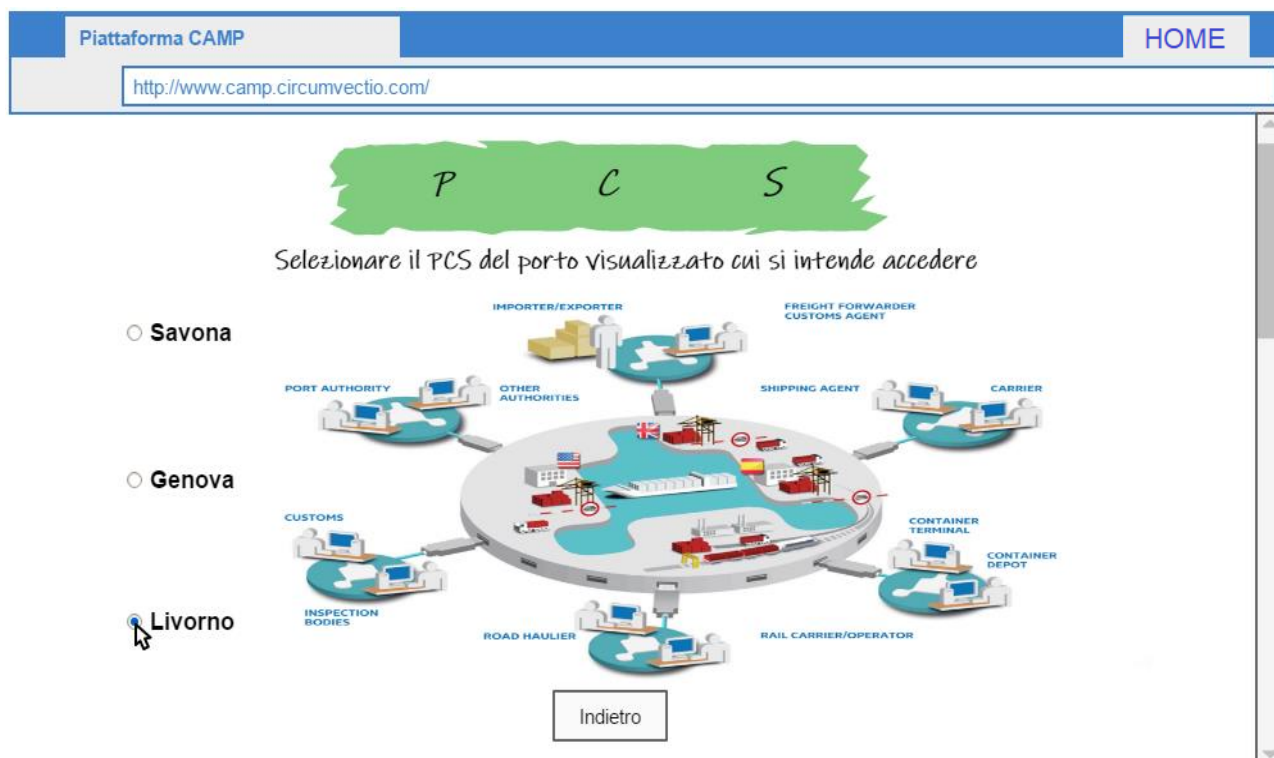 Piattaforma CAMP
HOME
http://www.camp.circumvectio.com/
P C S
Selezionare il PCS del porto visualizzato cui si intende accedere
Savona
Genova
Livorno
IMPORTER/EXPORTER
FREIGHT FORWARDER
CUSTOMS AGENT
PORT AUTHORITY
OTHER
AUTHORITIES
SHIPPING AGENT
CARRIER
CUSTOMS
INSPECTION
BODIES
CONTAINER
TERMINAL
CONTAINER
DEPOT
ROAD HAULIER
RAIL CARRIER/OPERATOR
Indietro